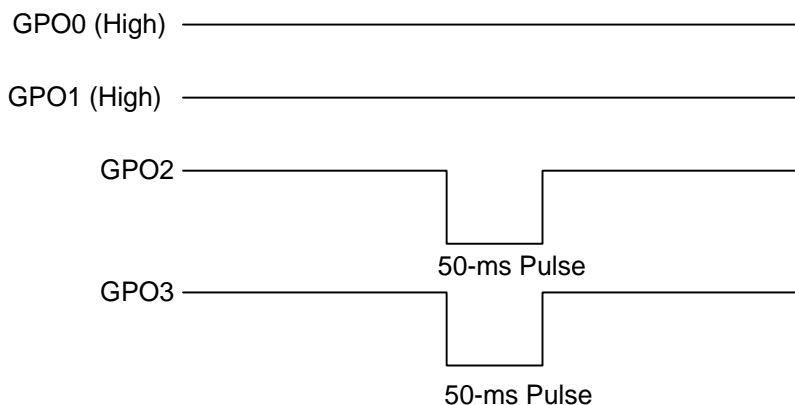 GPO0 (High)
GPO1 (High)
GPO2
50-ms Pulse
GPO3
50-ms Pulse